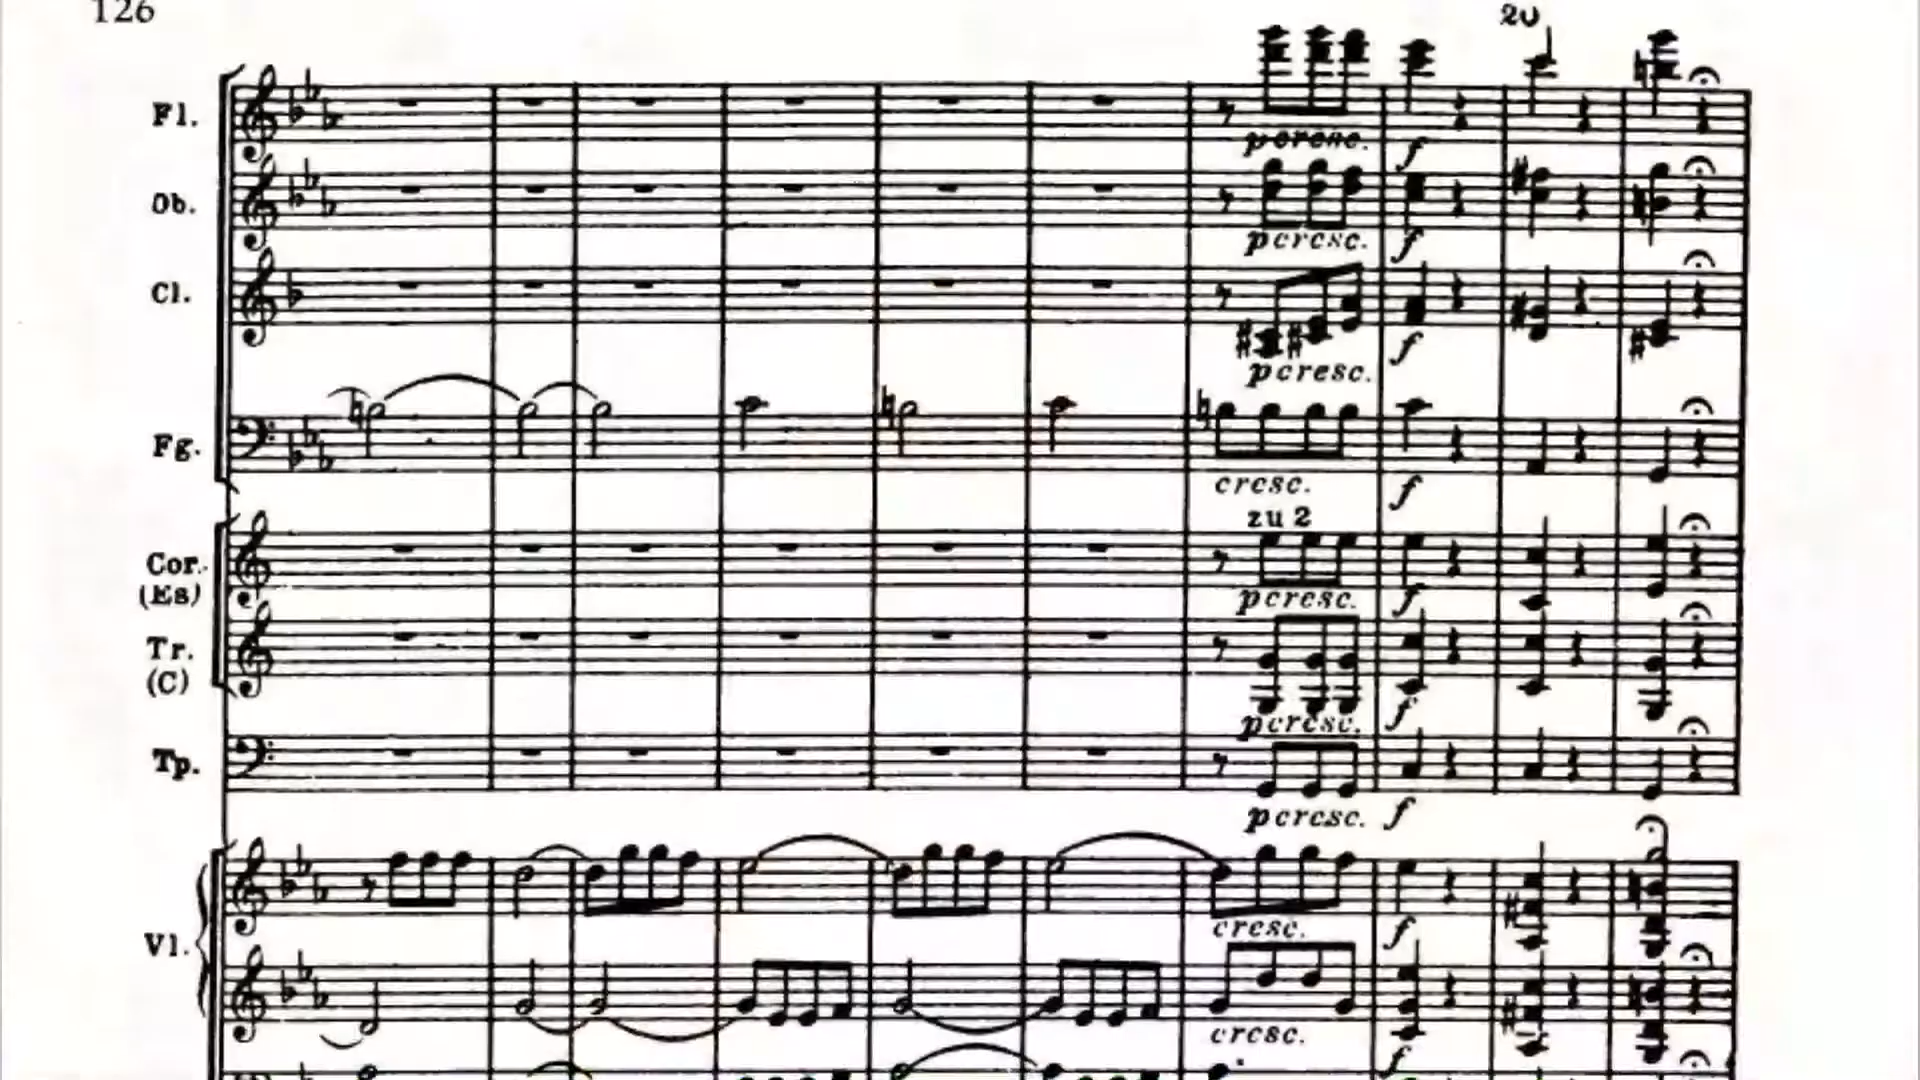 126
20
Fl.
p cresc.
f
Ob.
p cresc.
f
Cl.
p cresc.
f
Fg.
cresc.
f
zu 2
Cor.
(Es)
p cresc.
f
Tr.
(C)
p cresc.
f
Tp.
p cresc.
f
Vl.
cresc.
f
cresc.
f